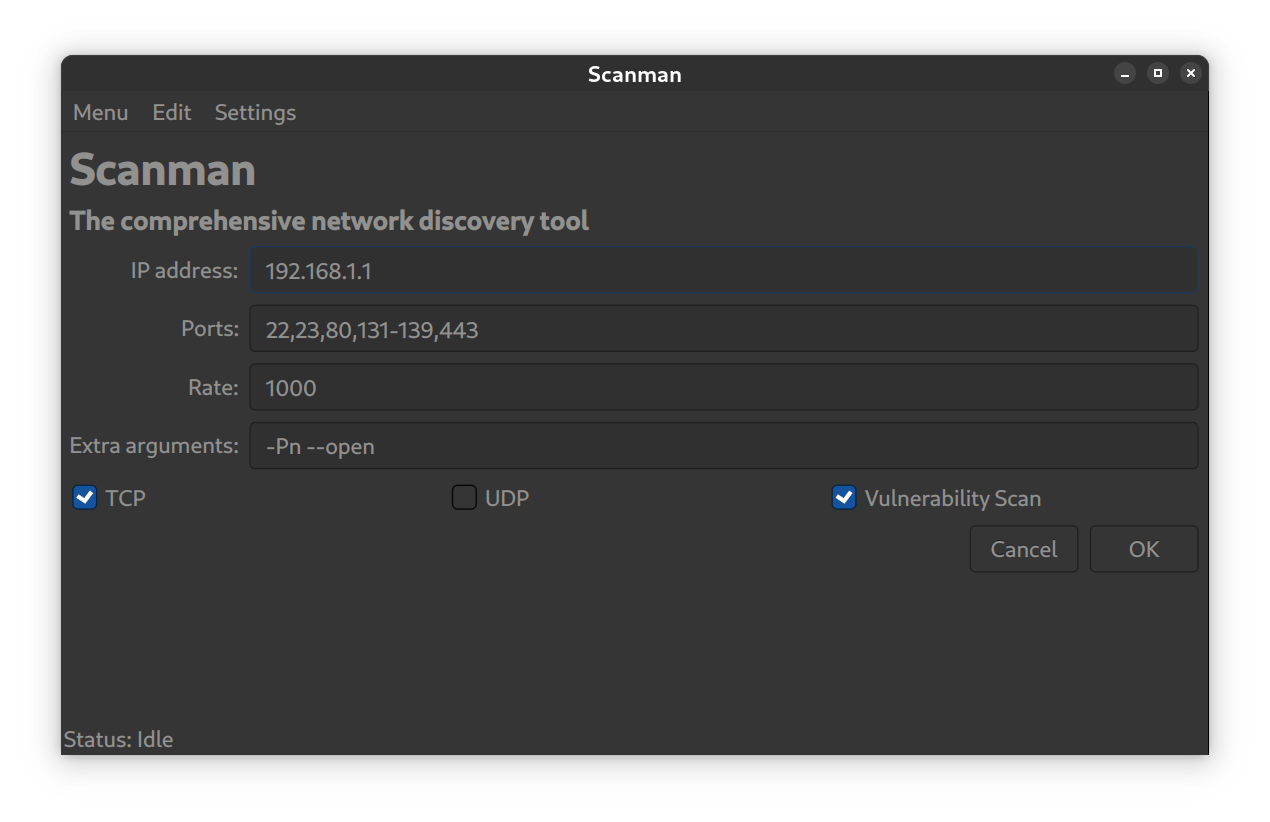 Scanman
Menu Edit Settings
Scanman
The comprehensive network discovery tool
IP address: 192.168.1.1
Ports: 22,23,80,131-139,443
Rate: 1000
Extra arguments: -Pn --open
TCP UDP Vulnerability Scan
Cancel OK
Status: Idle